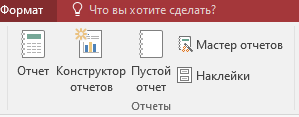 Формат
Что вы хотите сделать?
Отчет
Конструктор отчетов
Пустой отчет
Мастер отчетов
Наклейки
Отчеты